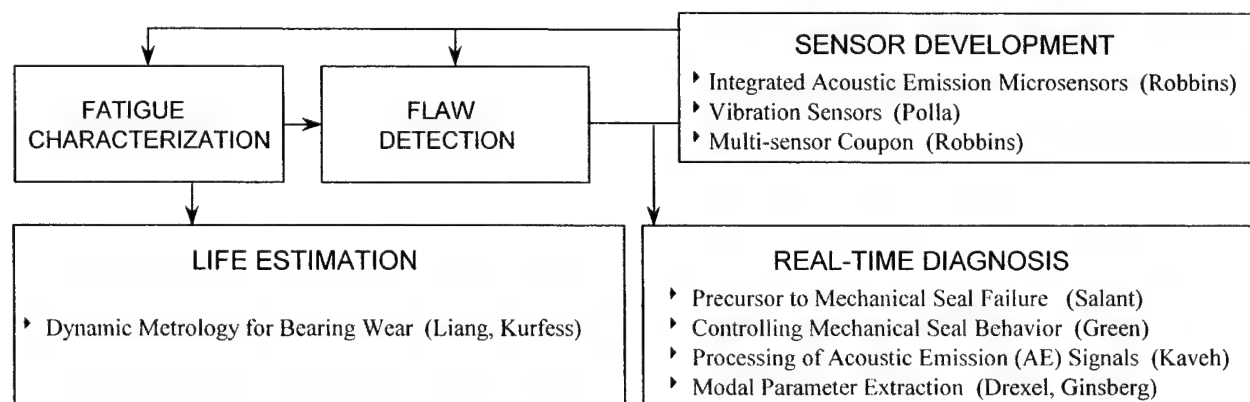 FATIGUE
CHARACTERIZATION
FLAW
DETECTION
SENSOR DEVELOPMENT
Integrated Acoustic Emission Microsensors (Robbins)
Vibration Sensors (Polla)
Multi-sensor Coupon (Robbins)
LIFE ESTIMATION
Dynamic Metrology for Bearing Wear (Liang, Kurfess)
REAL-TIME DIAGNOSIS
Precursor to Mechanical Seal Failure (Salant)
Controlling Mechanical Seal Behavior (Green)
Processing of Acoustic Emission (AE) Signals (Kaveh)
Modal Parameter Extraction (Drexel, Ginsberg)